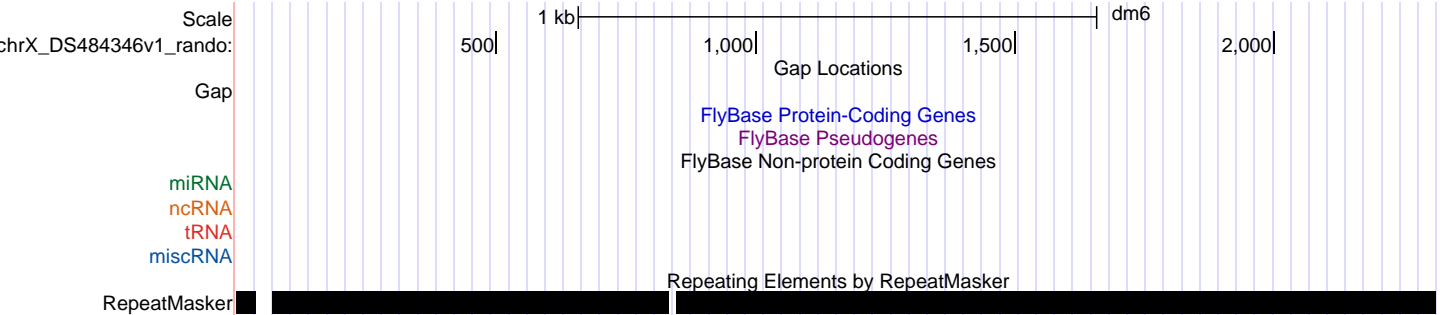 Scale 1 kb dm6
chrX_DS484346v1_rando: 500 1,000 1,500 2,000
Gap Locations
Gap
FlyBase Protein-Coding Genes
FlyBase Pseudogenes
FlyBase Non-protein Coding Genes
miRNA
ncRNA
tRNA
miscRNA
Repeating Elements by RepeatMasker
RepeatMasker